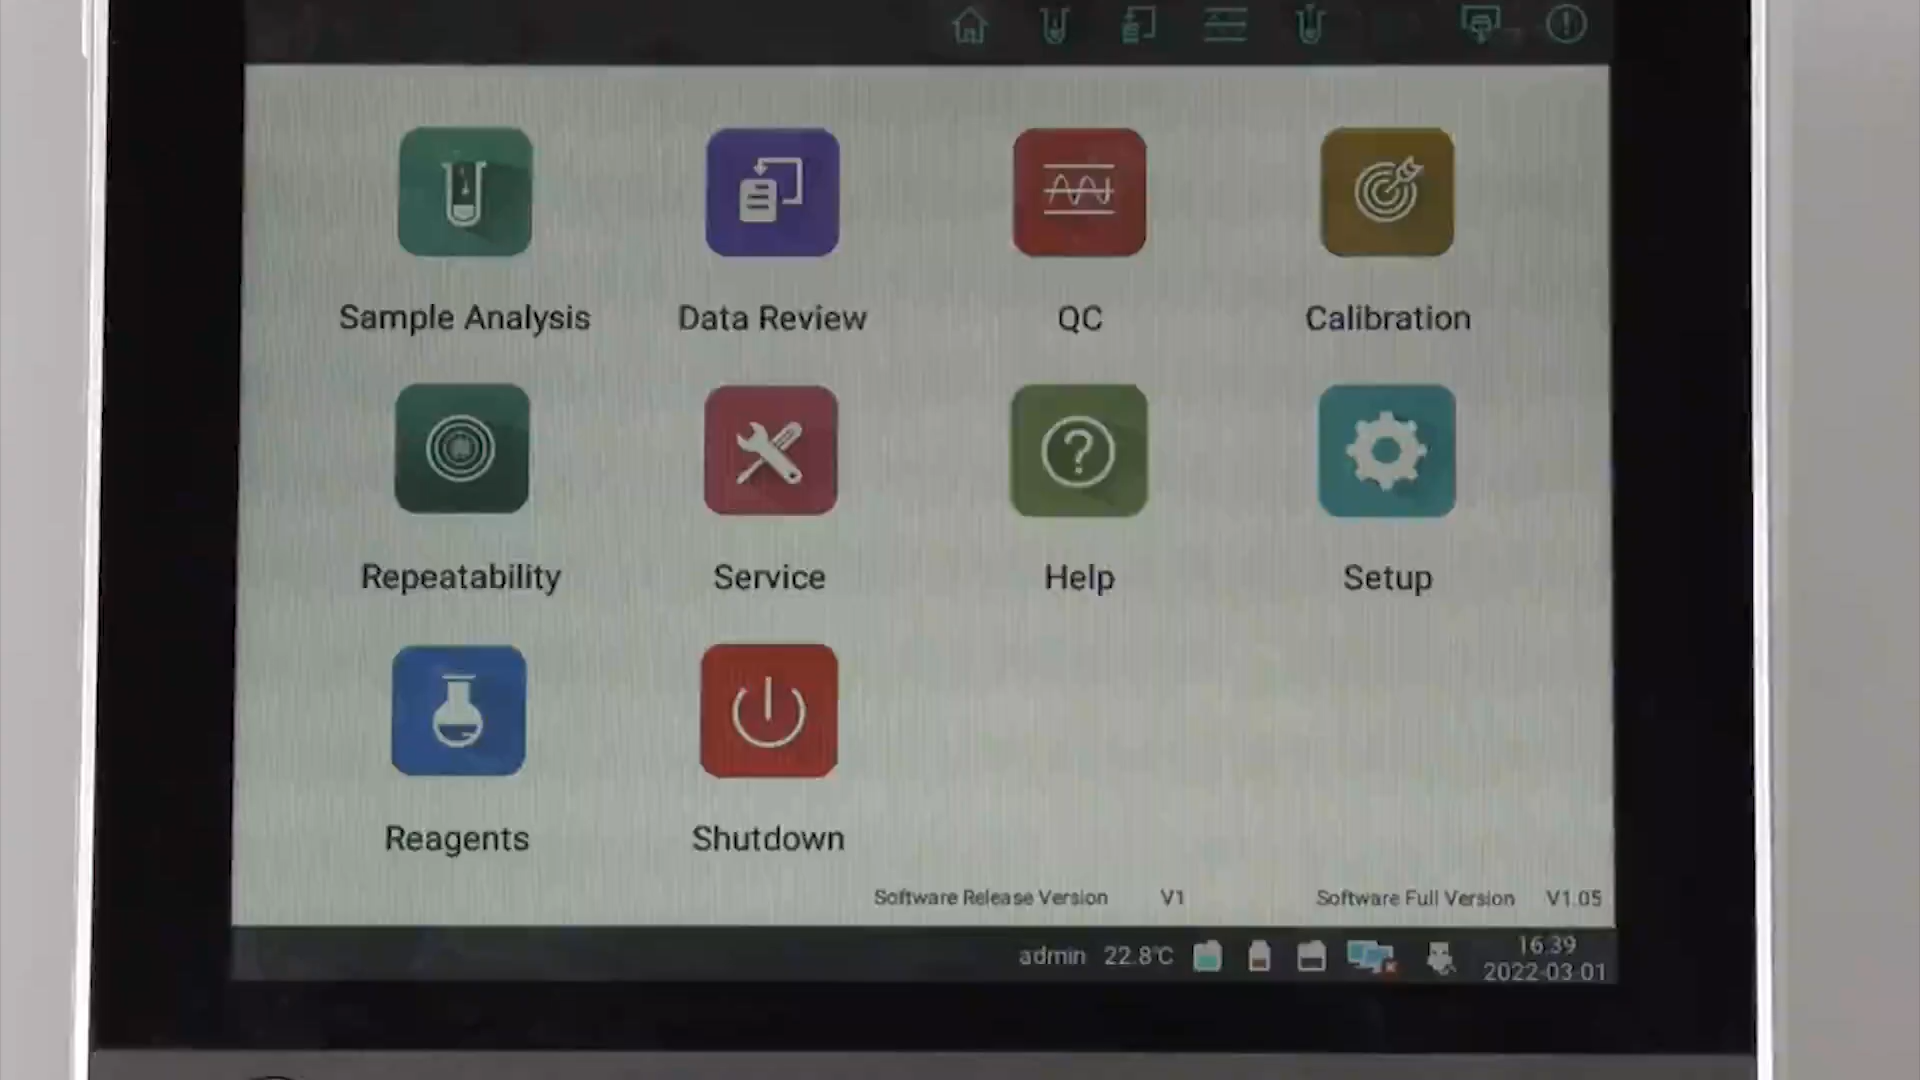 Sample Analysis
Data Review
QC
Calibration
Repeatability
Service
Help
Setup
Reagents
Shutdown
Software Release Version V1
Software Full Version V1.05
admin 22.8℃
16:39
2022-03-01